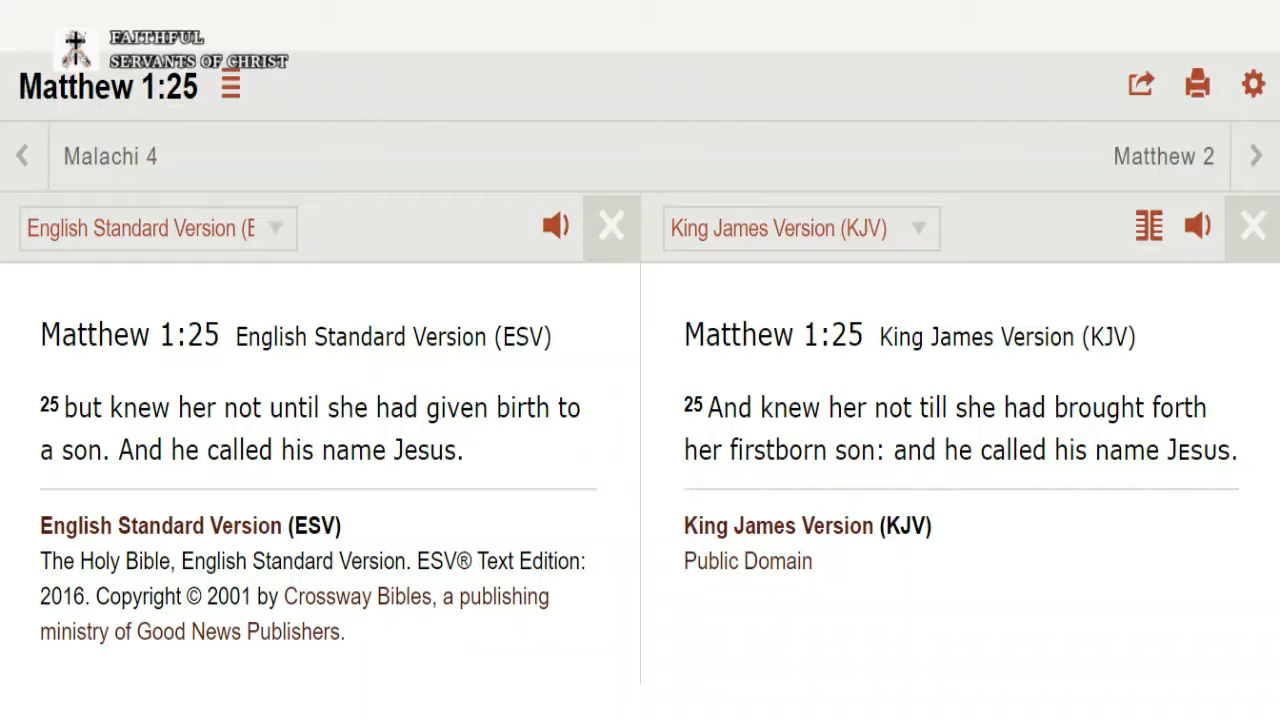 FAITHFUL
SERVANTS OF CHRIST
Matthew 1:25
Malachi 4
Matthew 2
English Standard Version (E
King James Version (KJV)
Matthew 1:25 English Standard Version (ESV)
25 but knew her not until she had given birth to
a son. And he called his name Jesus.
English Standard Version (ESV)
The Holy Bible, English Standard Version. ESV® Text Edition:
2016. Copyright © 2001 by Crossway Bibles, a publishing
ministry of Good News Publishers.
Matthew 1:25 King James Version (KJV)
25 And knew her not till she had brought forth
her firstborn son: and he called his name Jesus.
King James Version (KJV)
Public Domain